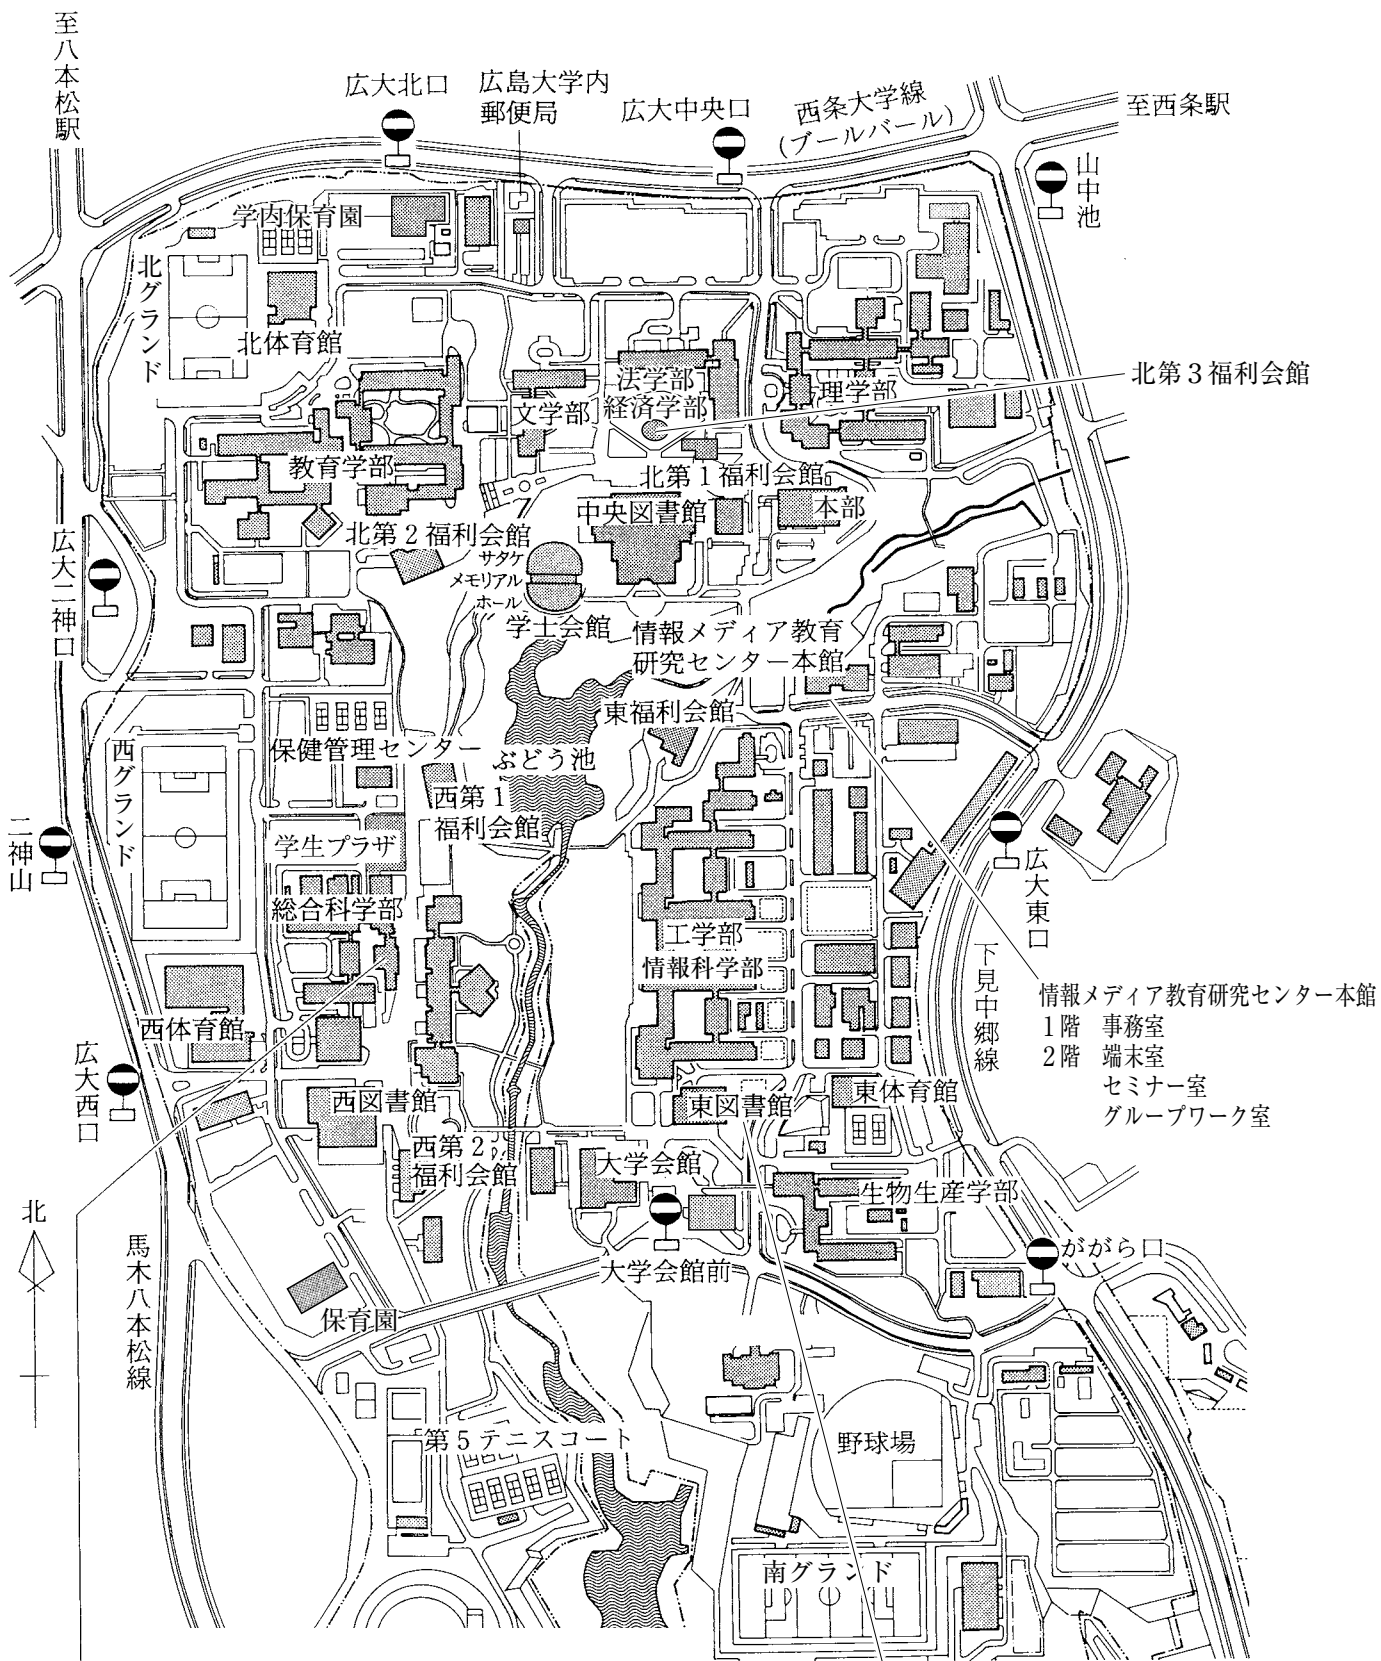 至八本松駅
広大北口
広島大学内
郵便局
広大中央口
西条大学線
(ブールバール)
至西条駅
山中池
学内保育園
北グランド
北体育館
法学部
経済学部
文学部
理学部
北第3福利会館
教育学部
北第1福利会館
中央図書館
本部
北第2福利会館
サタケ
メモリアル
ホール
学士会館
広大二神口
情報メディア教育
研究センター本館
東福利会館
西グランド
保健管理センター
ぶどう池
西第1
福利会館
二神山
学生プラザ
総合科学部
広大東口
工学部
情報科学部
下見中郷線
情報メディア教育研究センター本館
1階 事務室
2階 端末室
セミナー室
グループワーク室
西体育館
広大西口
西図書館
東図書館
東体育館
西第2
福利会館
大学会館
生物生産学部
北
馬木八本松線
大学会館前
ががら口
保育園
第5テニスコート
野球場
南グランド